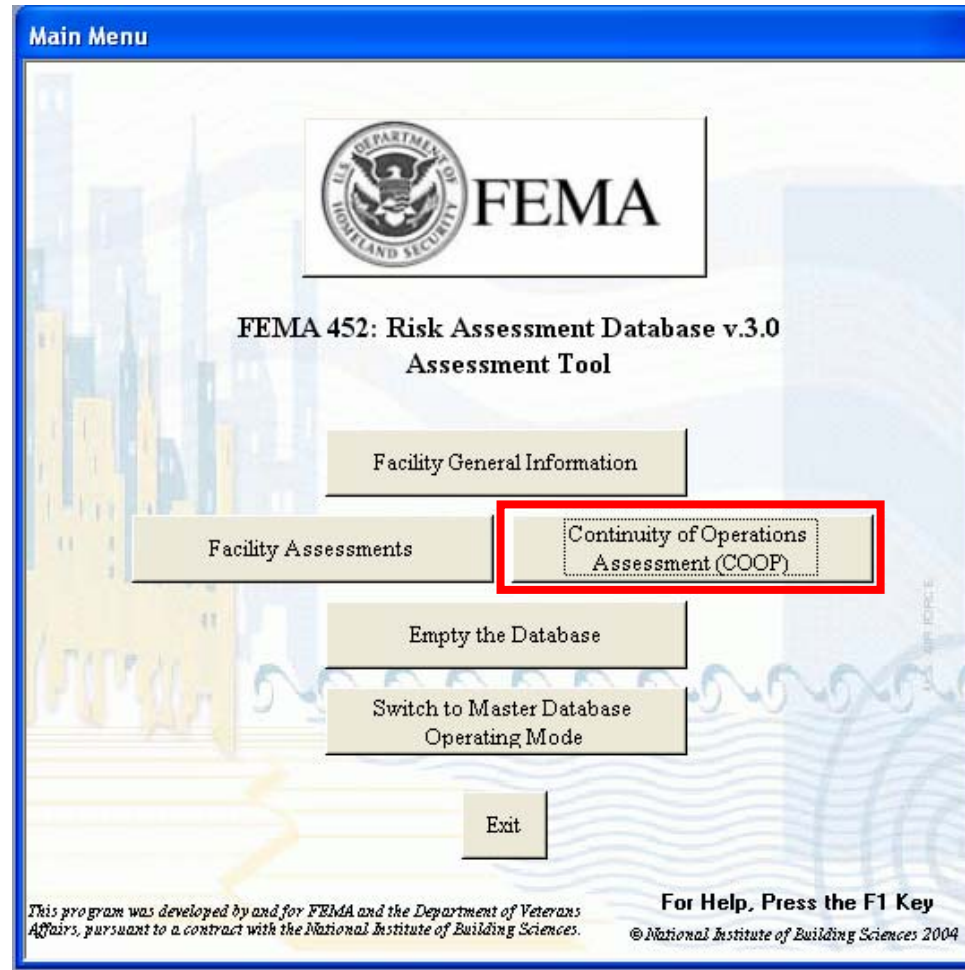 Main Menu
U.S. DEPARTMENT OF
HOMELAND SECURITY
FEMA
FEMA 452: Risk Assessment Database v.3.0
Assessment Tool
Facility General Information
Facility Assessments
Continuity of Operations
Assessment (COOP)
Empty the Database
Switch to Master Database
Operating Mode
Exit
U.S. AIR FORCE
This program was developed by and for FEMA and the Department of Veterans
Affairs, pursuant to a contract with the National Institute of Building Sciences.
For Help, Press the F1 Key
© National Institute of Building Sciences 2004